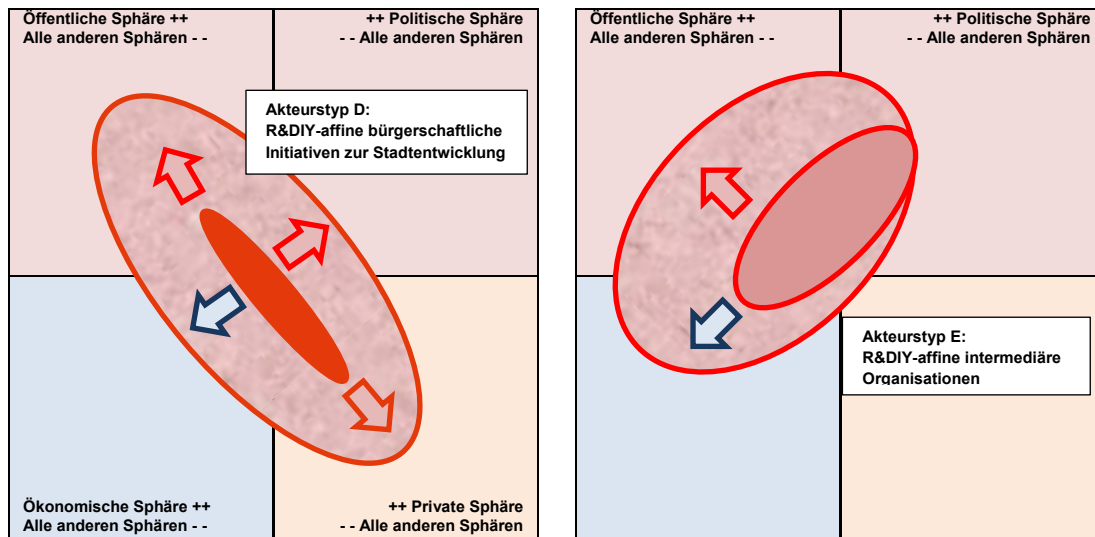 Öffentliche Sphäre ++
Alle anderen Sphären - -
++ Politische Sphäre
- - Alle anderen Sphären
Akteurstyp D:
R&DIY-affine bürgerschaftliche
Initiativen zur Stadtentwicklung
Ökonomische Sphäre ++
Alle anderen Sphären - -
++ Private Sphäre
- - Alle anderen Sphären
Öffentliche Sphäre ++
Alle anderen Sphären - -
++ Politische Sphäre
- - Alle anderen Sphären
Akteurstyp E:
R&DIY-affine intermediäre
Organisationen